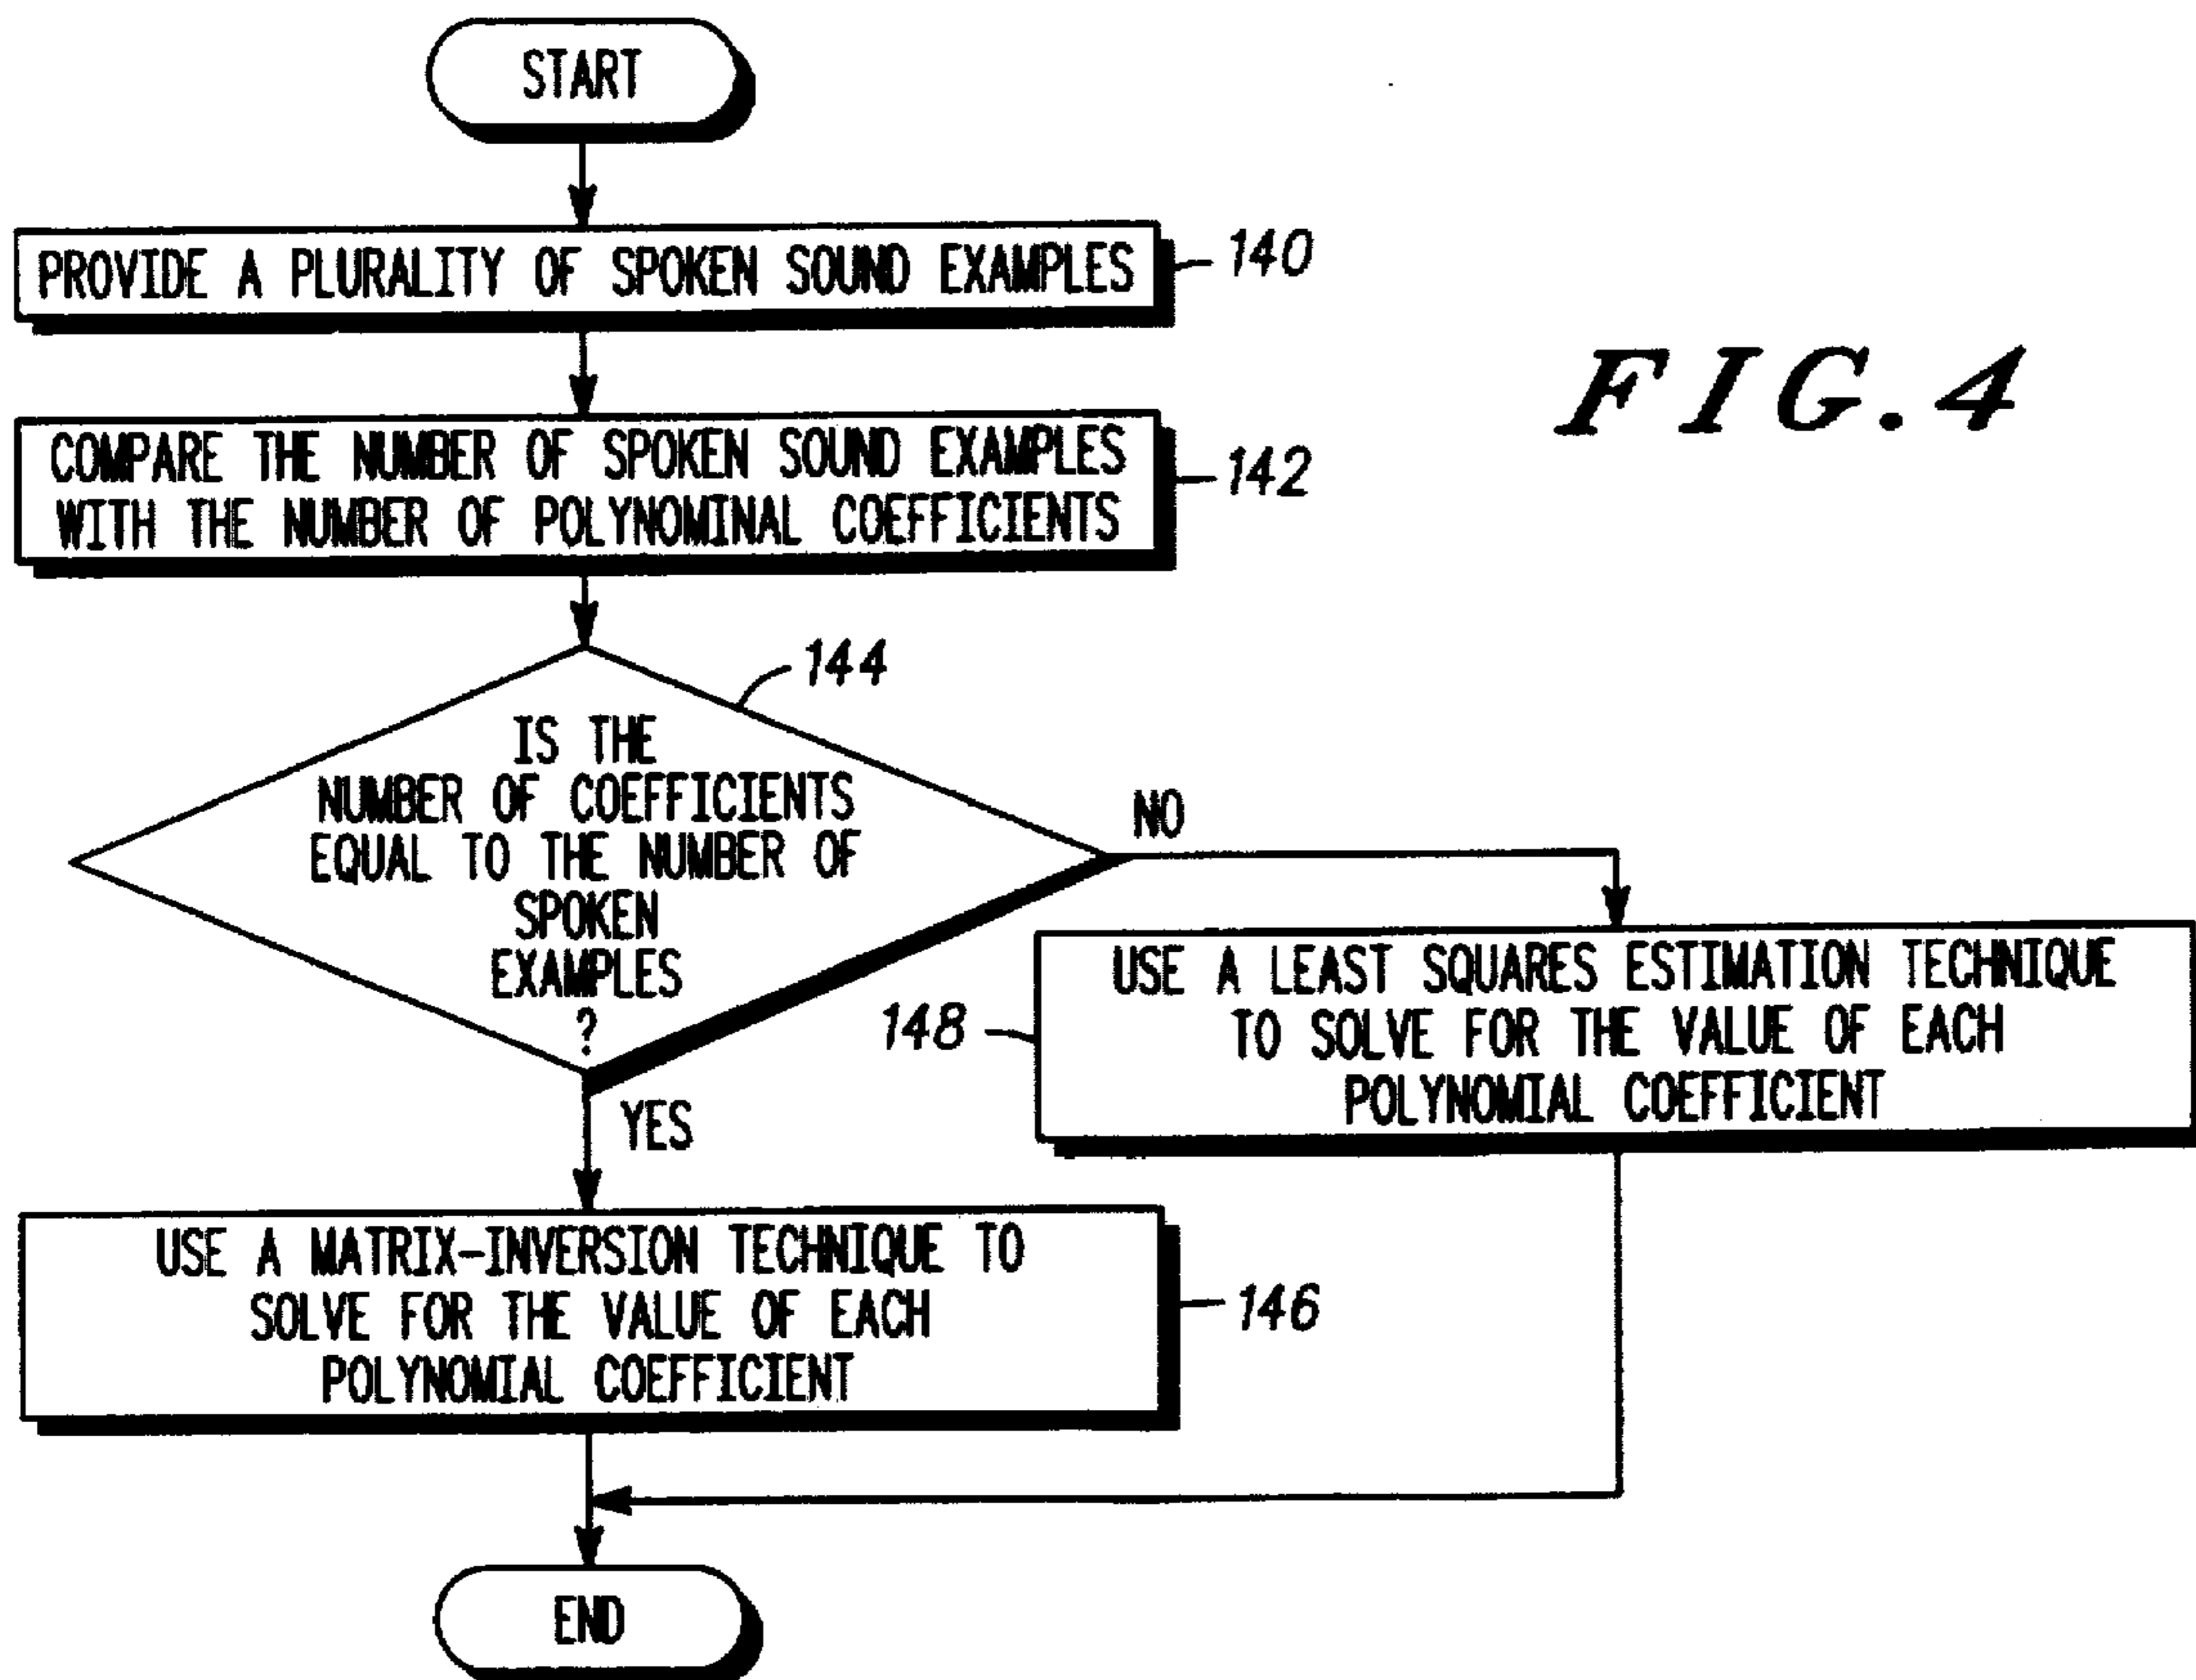 START
PROVIDE A PLURALITY OF SPOKEN SOUND EXAMPLES
140
FIG.4
COMPARE THE NUMBER OF SPOKEN SOUND EXAMPLES
WITH THE NUMBER OF POLYNOMINAL COEFFICIENTS
142
144
IS THE
NUMBER OF COEFFICIENTS
EQUAL TO THE NUMBER OF
SPOKEN
EXAMPLES
?
NO
YES
148
USE A LEAST SQUARES ESTIMATION TECHNIQUE
TO SOLVE FOR THE VALUE OF EACH
POLYNOMIAL COEFFICIENT
USE A MATRIX-INVERSION TECHNIQUE TO
SOLVE FOR THE VALUE OF EACH
POLYNOMIAL COEFFICIENT
146
END